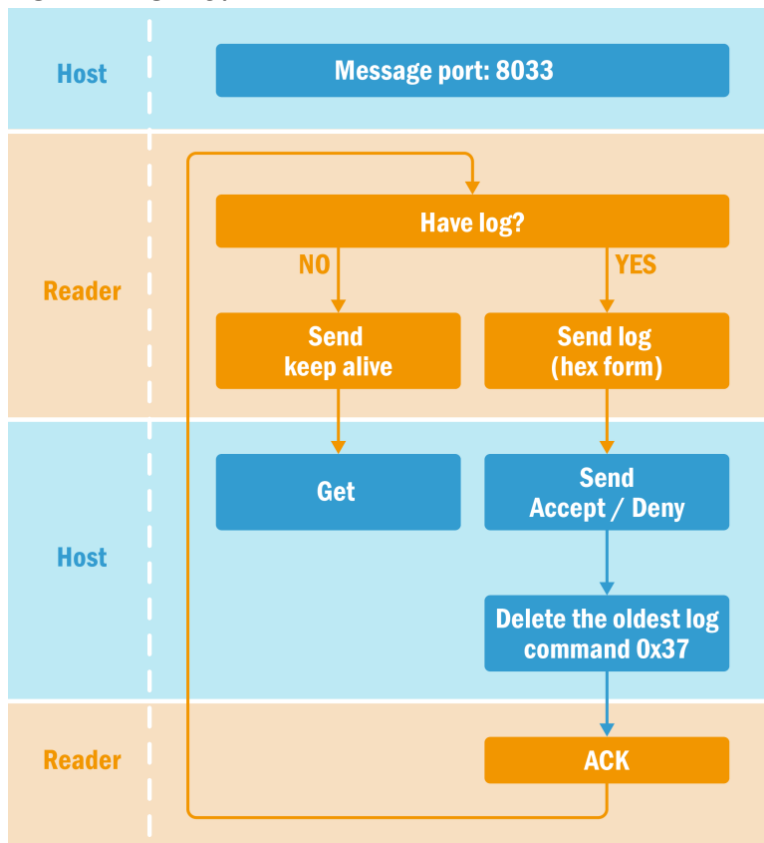 Host
Message port: 8033
Reader
Have log?
NO
YES
Send
keep alive
Send log
(hex form)
Host
Get
Send
Accept / Deny
Delete the oldest log
command 0x37
Reader
ACK